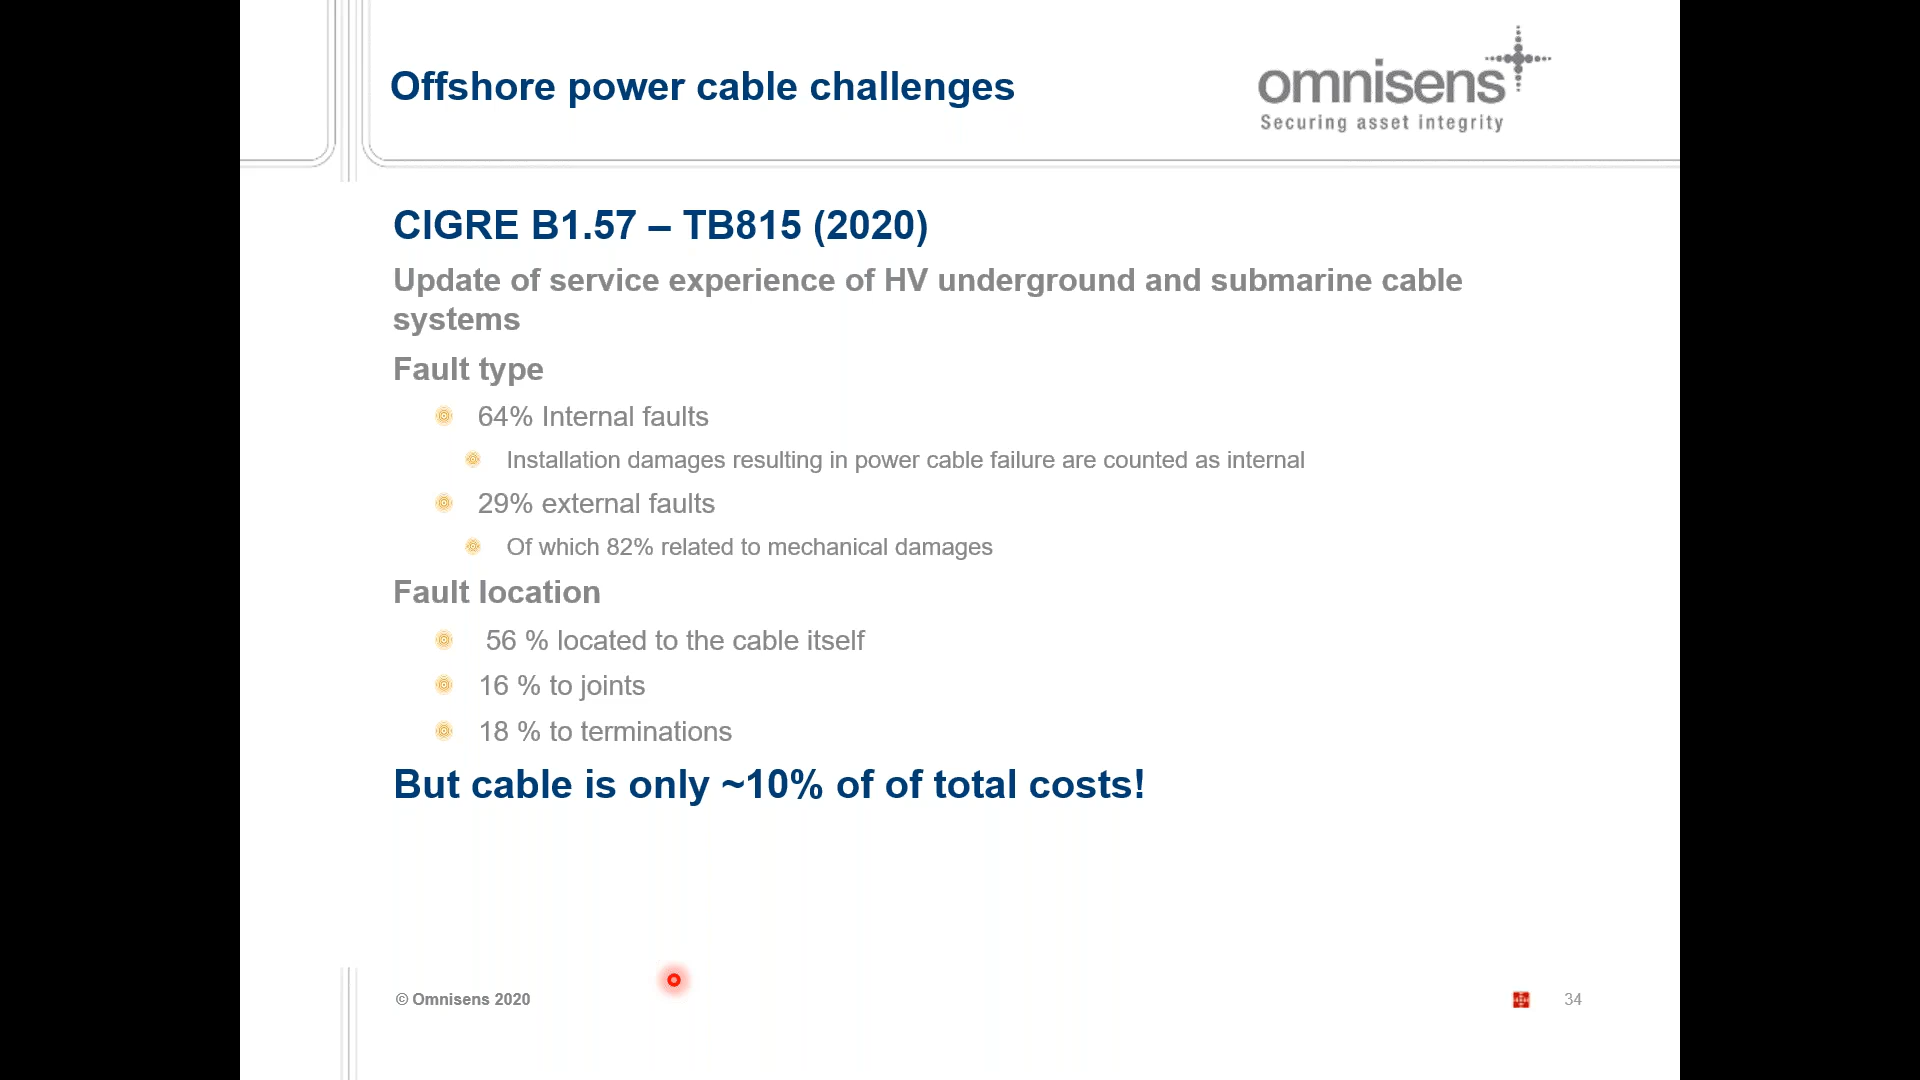 Offshore power cable challenges
omnisens
Securing asset integrity
CIGRE B1.57 – TB815 (2020)
Update of service experience of HV underground and submarine cable
systems
Fault type
64% Internal faults
Installation damages resulting in power cable failure are counted as internal
29% external faults
Of which 82% related to mechanical damages
Fault location
56 % located to the cable itself
16 % to joints
18 % to terminations
But cable is only ~10% of of total costs!
© Omnisens 2020
34